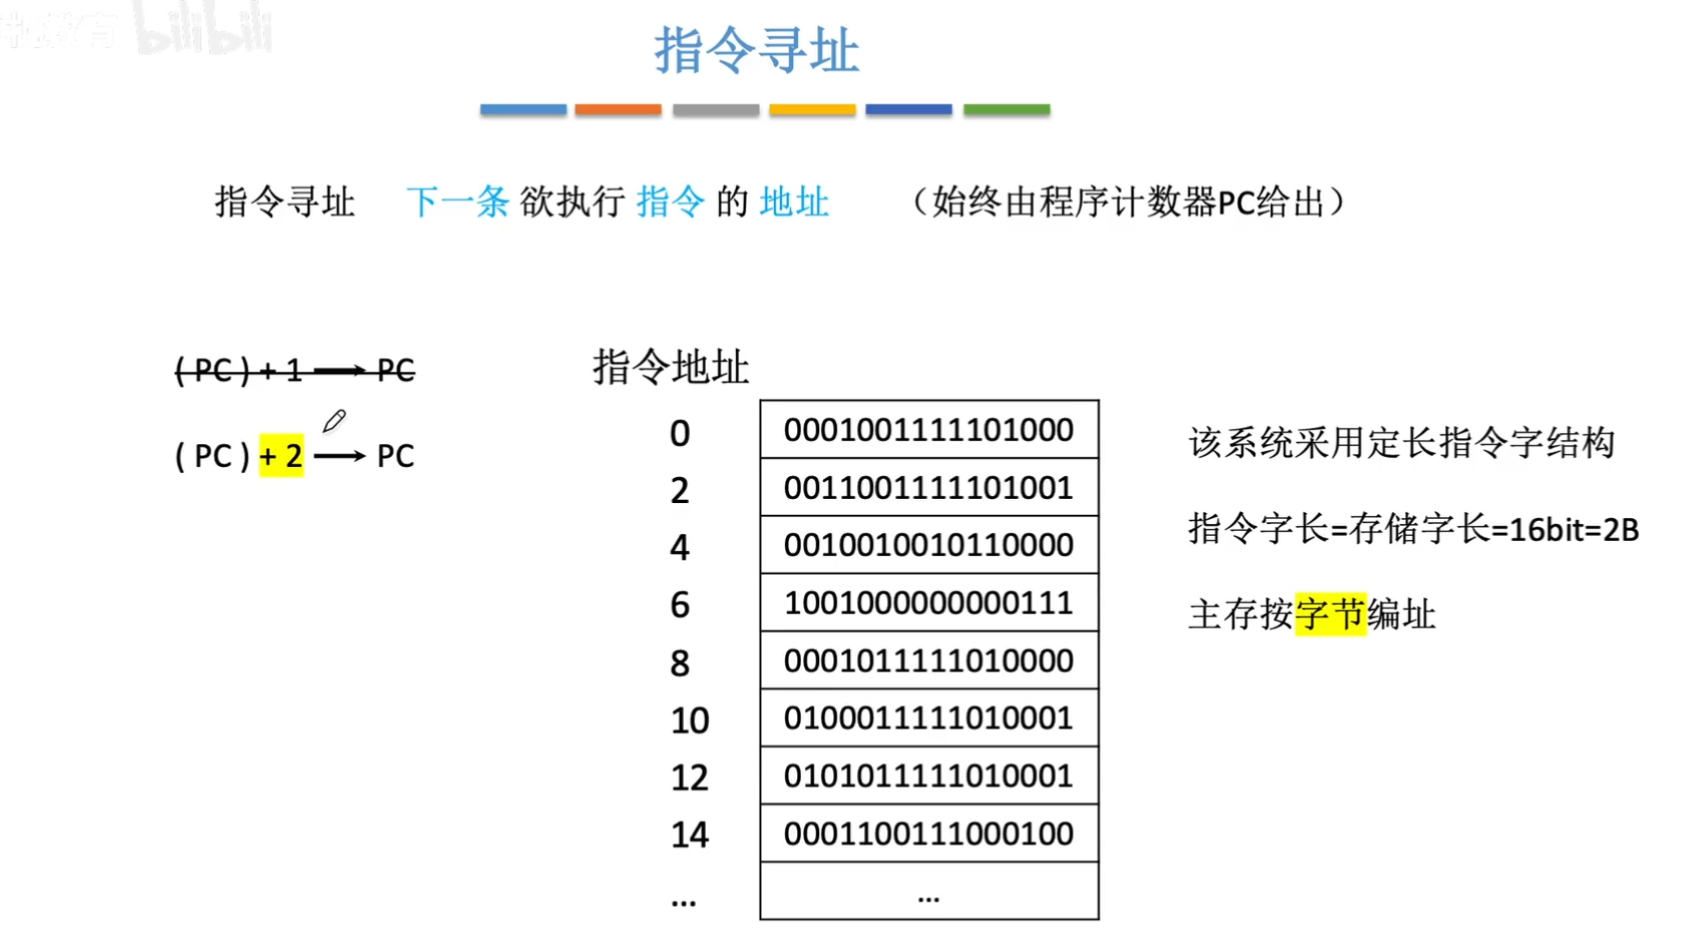 bilibili
指令寻址
指令寻址 下一条 欲执行 指令 的 地址 （始终由程序计数器PC给出）
( PC ) + 1 → PC
( PC ) + 2 → PC
指令地址
0 0001001111101000
2 0011001111101001
4 0010010010110000
6 1001000000000111
8 0001011111010000
10 0100011111010001
12 0101011111010001
14 0001100111000100
... ...
该系统采用定长指令字结构
指令字长=存储字长=16bit=2B
主存按字节编址